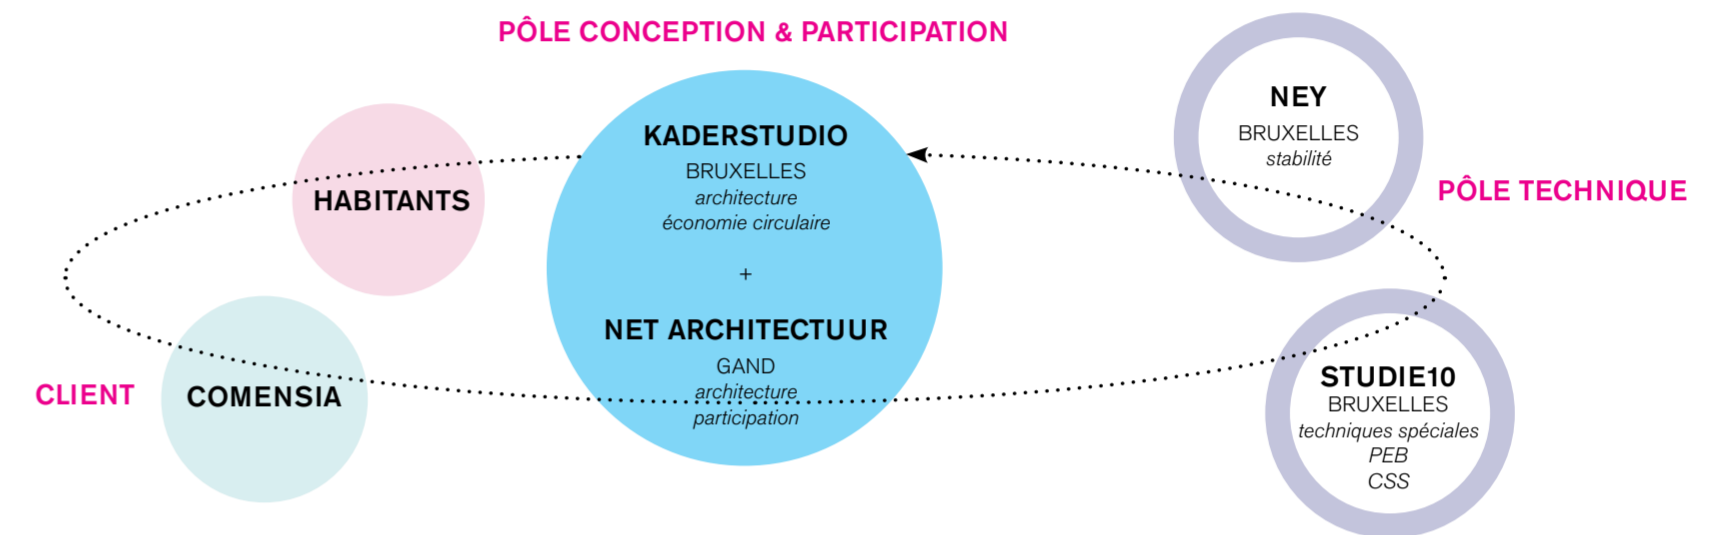 PÔLE CONCEPTION & PARTICIPATION
HABITANTS
CLIENT
COMENSIA
KADERSTUDIO
BRUXELLES
architecture
économie circulaire
+
NET ARCHITECTUUR
GAND
architecture
participation
NEY
BRUXELLES
stabilité
PÔLE TECHNIQUE
STUDIE10
BRUXELLES
techniques spéciales
PEB
CSS